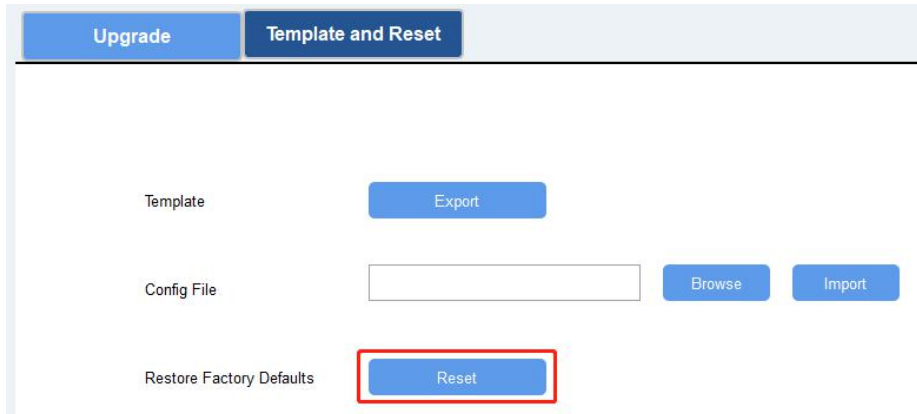 Upgrade Template and Reset
Template Export
Config File Browse Import
Restore Factory Defaults Reset